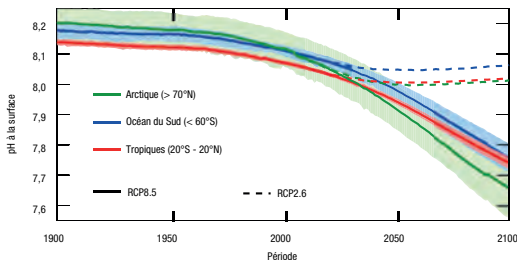 8,2
8,1
8,0
7,9
7,8
7,7
7,6
pH à la surface
Arctique (> 70°N)
Océan du Sud (< 60°S)
Tropiques (20°S - 20°N)
RCP8.5
RCP2.6
1900
1950
2000
2050
2100
Période